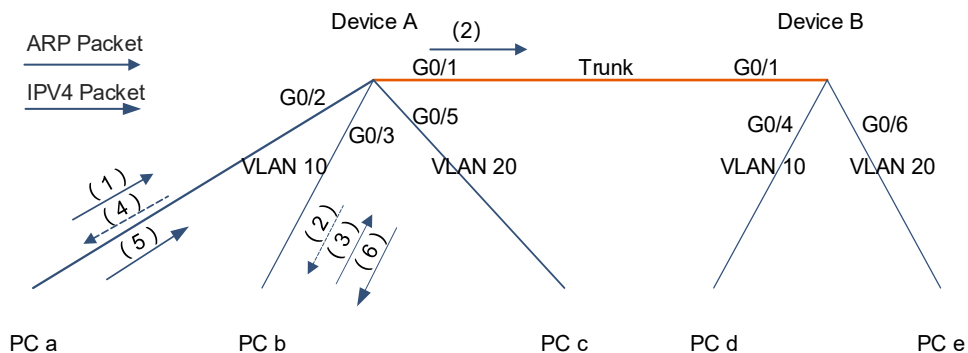 Device A
Device B
ARP Packet
(2)
G0/1
Trunk
G0/1
IPV4 Packet
G0/2
G0/5
G0/3
G0/4
G0/6
VLAN 10
VLAN 20
VLAN 10
VLAN 20
(1)
(4)
(5)
(2)
(3)
(6)
PC a
PC b
PC c
PC d
PC e